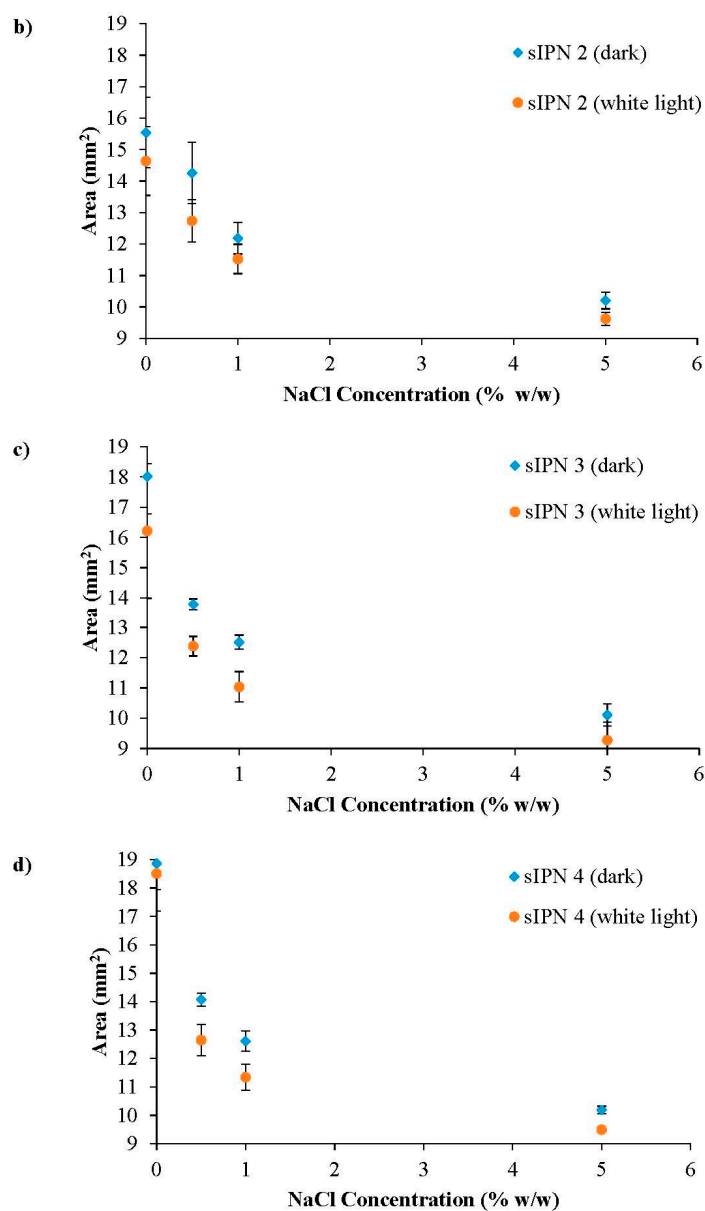 b)
19
18
17
16
15
14
13
12
11
10
9
Area (mm²)
sIPN 2 (dark)
sIPN 2 (white light)
0 1 2 3 4 5 6
NaCl Concentration (% w/w)
c)
19
18
17
16
15
14
13
12
11
10
9
Area (mm²)
sIPN 3 (dark)
sIPN 3 (white light)
0 1 2 3 4 5 6
NaCl Concentration (% w/w)
d)
19
18
17
16
15
14
13
12
11
10
9
Area (mm²)
sIPN 4 (dark)
sIPN 4 (white light)
0 1 2 3 4 5 6
NaCl Concentration (% w/w)